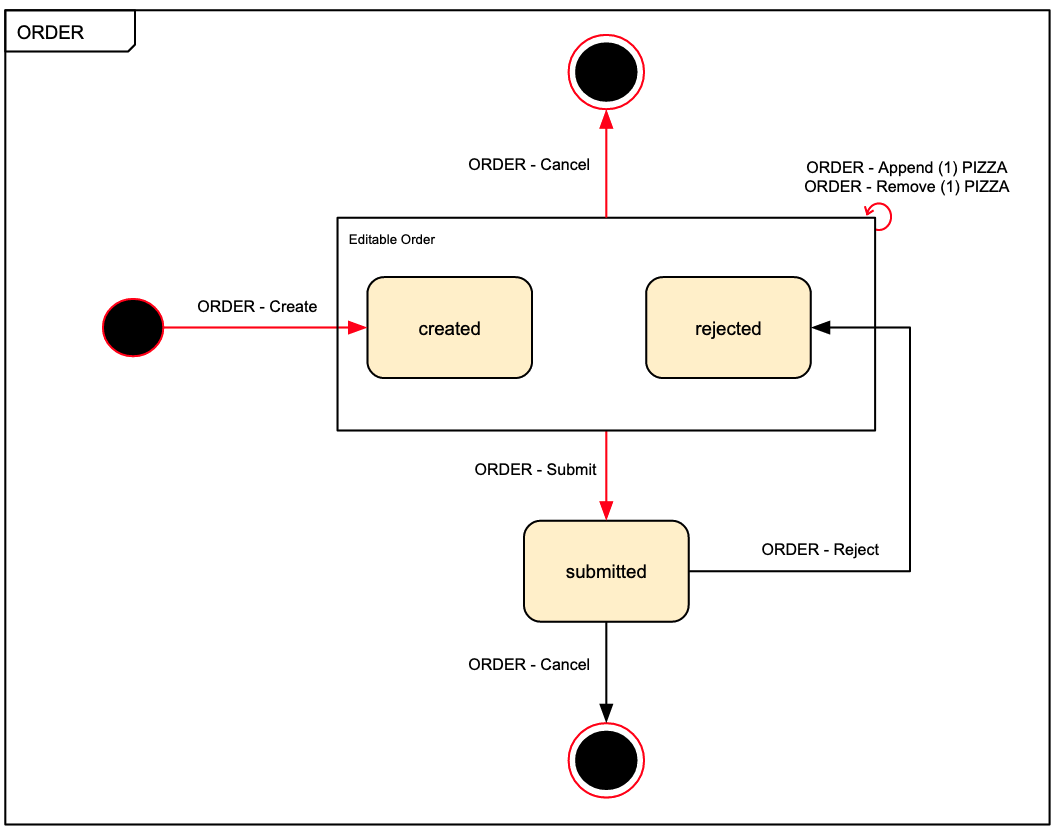 ORDER
ORDER - Cancel
ORDER - Append (1) PIZZA
ORDER - Remove (1) PIZZA
Editable Order
ORDER - Create
created
rejected
ORDER - Submit
ORDER - Reject
submitted
ORDER - Cancel